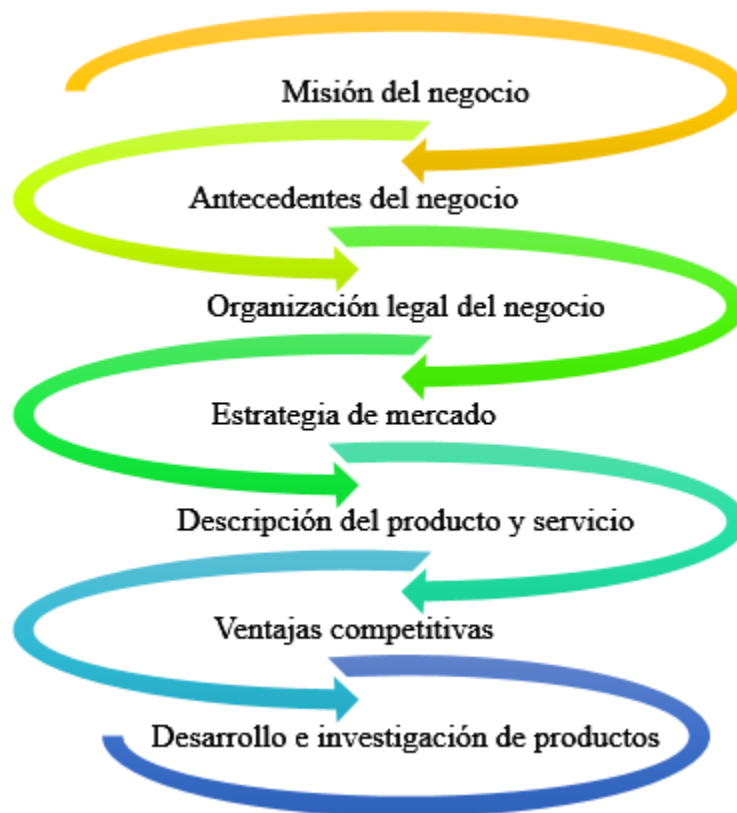 Misión del negocio
Antecedentes del negocio
Organización legal del negocio
Estrategia de mercado
Descripción del producto y servicio
Ventajas competitivas
Desarrollo e investigación de productos